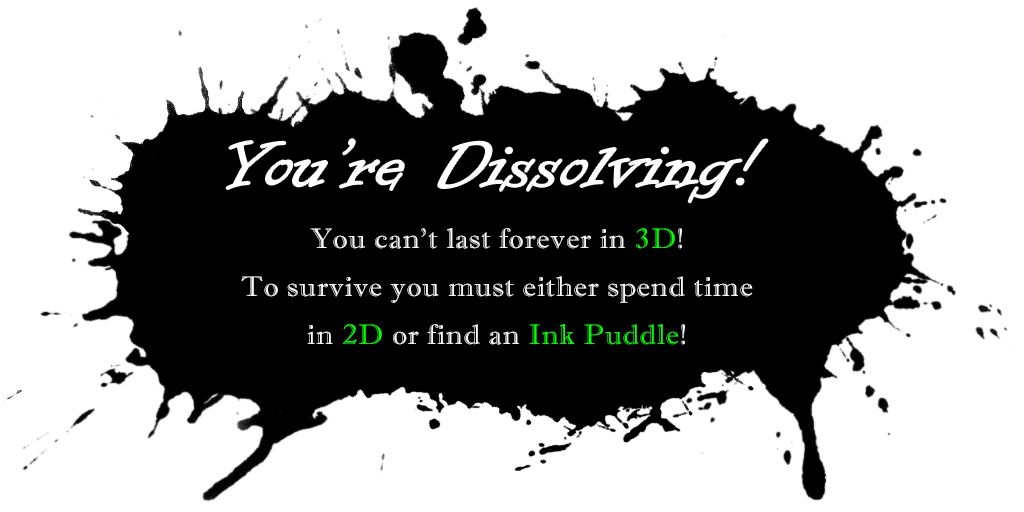 You're Dissolving!
You can't last forever in 3D!
To survive you must either spend time
in 2D or find an Ink Puddle!